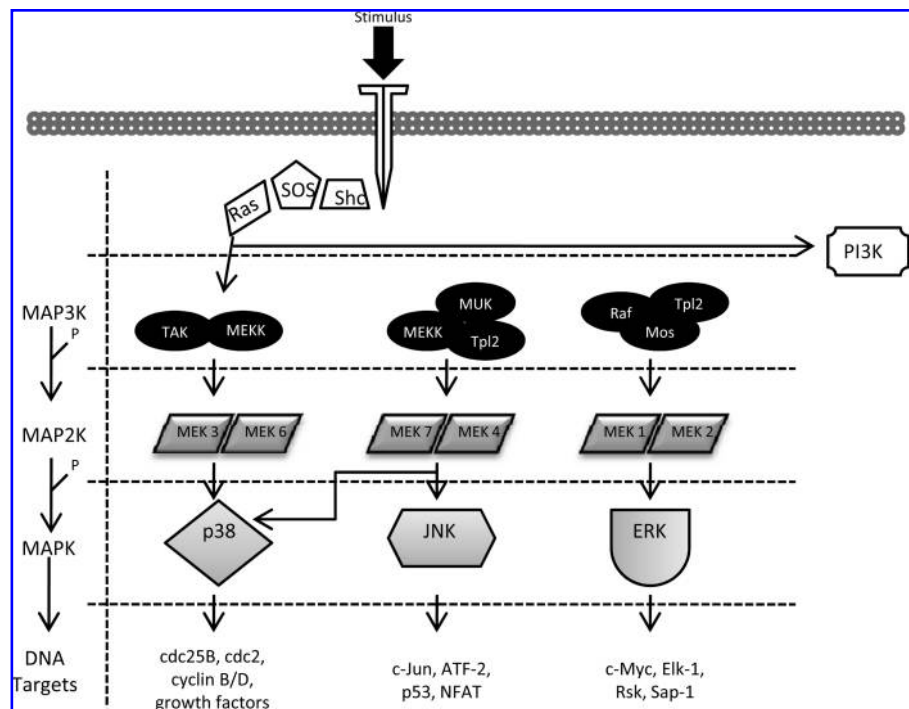 Stimulus
Ras
SOS
Shc
PI3K
MAP3K
P
TAK
MEKK
MUK
MEKK
Tpl2
Raf
Tpl2
Mos
MAP2K
P
MEK 3
MEK 6
MEK 7
MEK 4
MEK 1
MEK 2
MAPK
p38
JNK
ERK
DNA
Targets
cdc25B, cdc2,
cyclin B/D,
growth factors
c-Jun, ATF-2,
p53, NFAT
c-Myc, Elk-1,
Rsk, Sap-1